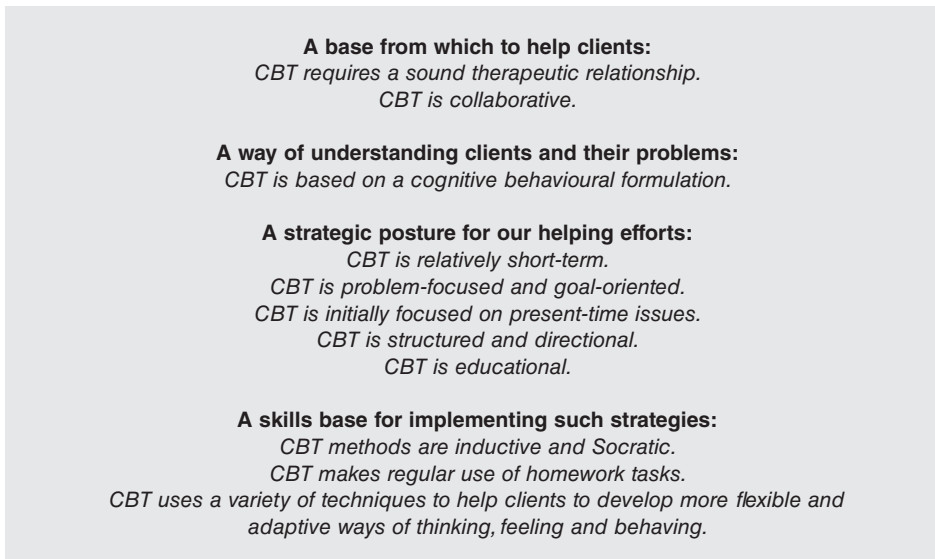 A base from which to help clients:
CBT requires a sound therapeutic relationship.
CBT is collaborative.
A way of understanding clients and their problems:
CBT is based on a cognitive behavioural formulation.
A strategic posture for our helping efforts:
CBT is relatively short-term.
CBT is problem-focused and goal-oriented.
CBT is initially focused on present-time issues.
CBT is structured and directional.
CBT is educational.
A skills base for implementing such strategies:
CBT methods are inductive and Socratic.
CBT makes regular use of homework tasks.
CBT uses a variety of techniques to help clients to develop more flexible and
adaptive ways of thinking, feeling and behaving.